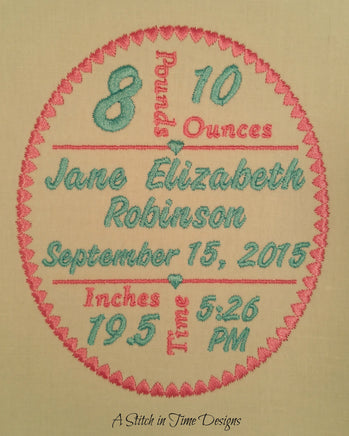 8 Pounds 10
Ounces
Jane Elizabeth
Robinson
September 15, 2015
Inches
19.5 Time 5:26
PM
A Stitch in Time Designs